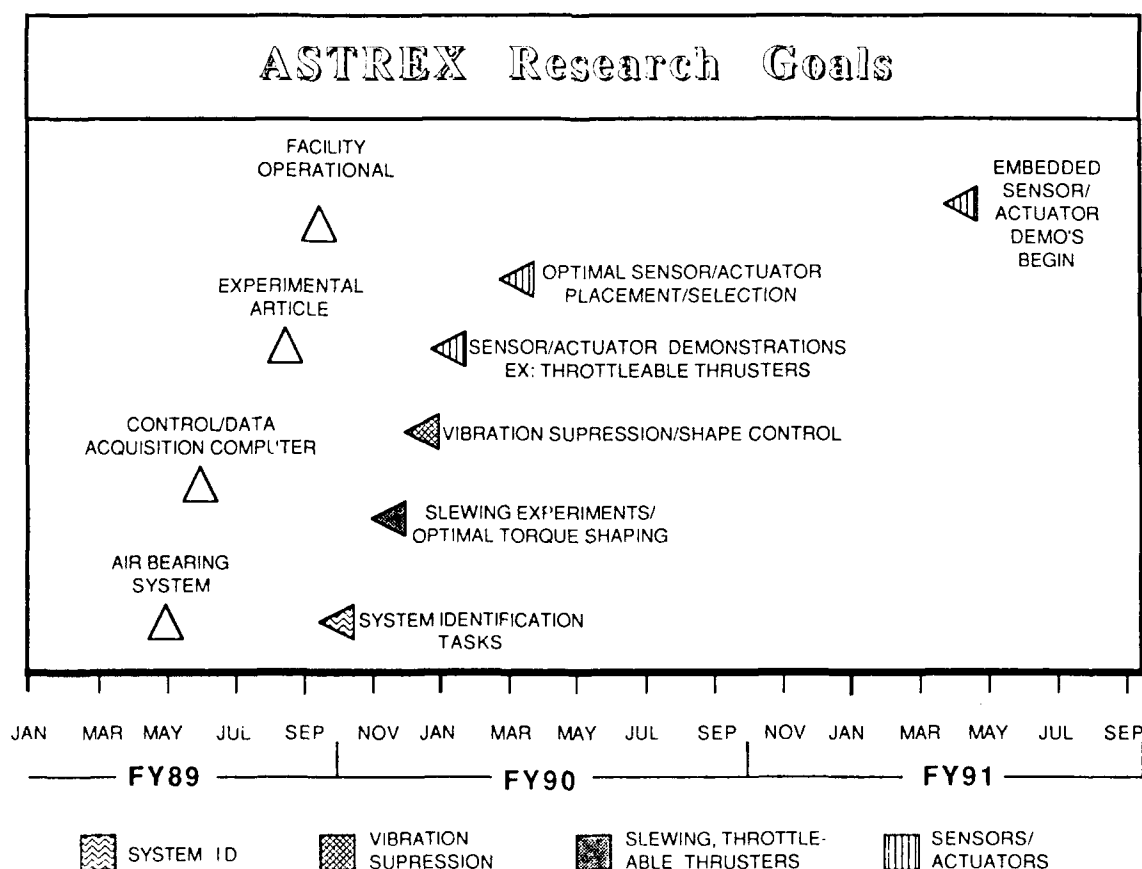 ASTREX Research Goals
FACILITY
OPERATIONAL
EMBEDDED
SENSOR/
ACTUATOR
DEMO'S
BEGIN
OPTIMAL SENSOR/ACTUATOR
PLACEMENT/SELECTION
EXPERIMENTAL
ARTICLE
SENSOR/ACTUATOR DEMONSTRATIONS
EX: THROTTLEABLE THRUSTERS
CONTROL/DATA
ACQUISITION COMPUTER
VIBRATION SUPRESSION/SHAPE CONTROL
SLEWING EXPERIMENTS/
OPTIMAL TORQUE SHAPING
AIR BEARING
SYSTEM
SYSTEM IDENTIFICATION
TASKS
JAN MAR MAY JUL SEP NOV JAN MAR MAY JUL SEP NOV JAN MAR MAY JUL SEP
FY89 FY90 FY91
SYSTEM ID
VIBRATION
SUPRESSION
SLEWING, THROTTLE-
ABLE THRUSTERS
SENSORS/
ACTUATORS